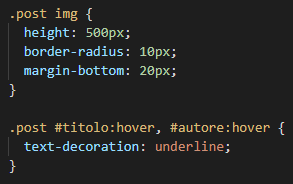 .post img {
  height: 500px;
  border-radius: 10px;
  margin-bottom: 20px;
}

.post #titolo:hover, #autore:hover {
  text-decoration: underline;
}